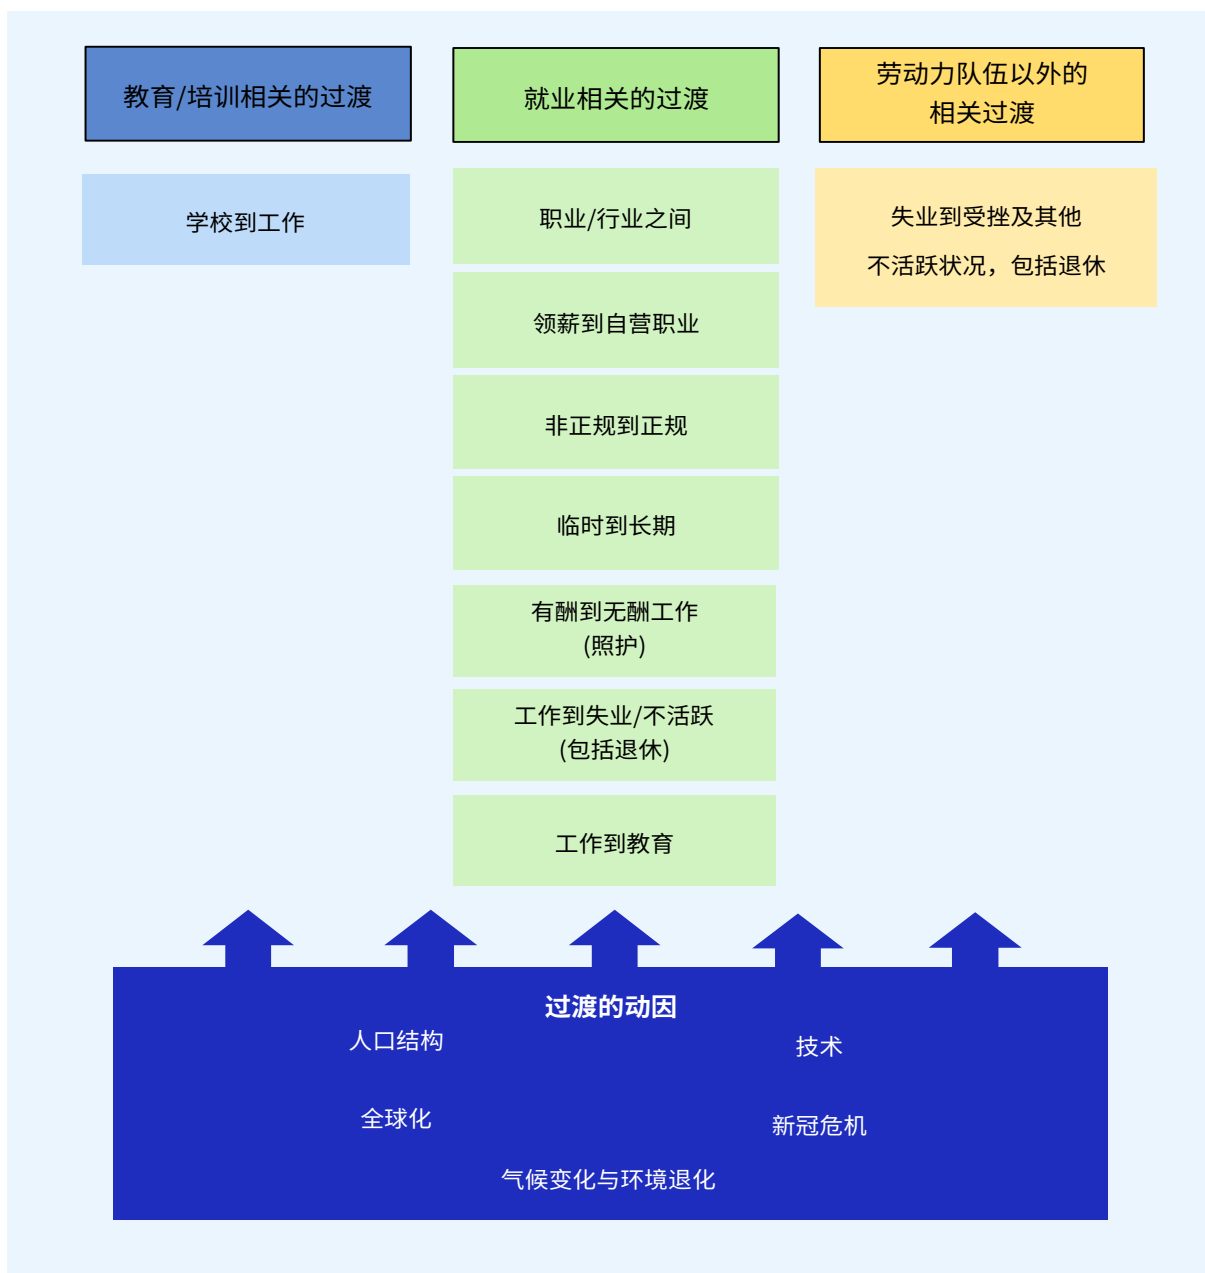 教育/培训相关的过渡
就业相关的过渡
劳动力队伍以外的
相关过渡
学校到工作
职业/行业之间
领薪到自营职业
非正规到正规
临时到长期
有酬到无酬工作
(照护)
工作到失业/不活跃
(包括退休)
工作到教育
失业到受挫及其他
不活跃状况，包括退休
过渡的动因
人口结构
技术
全球化
新冠危机
气候变化与环境退化